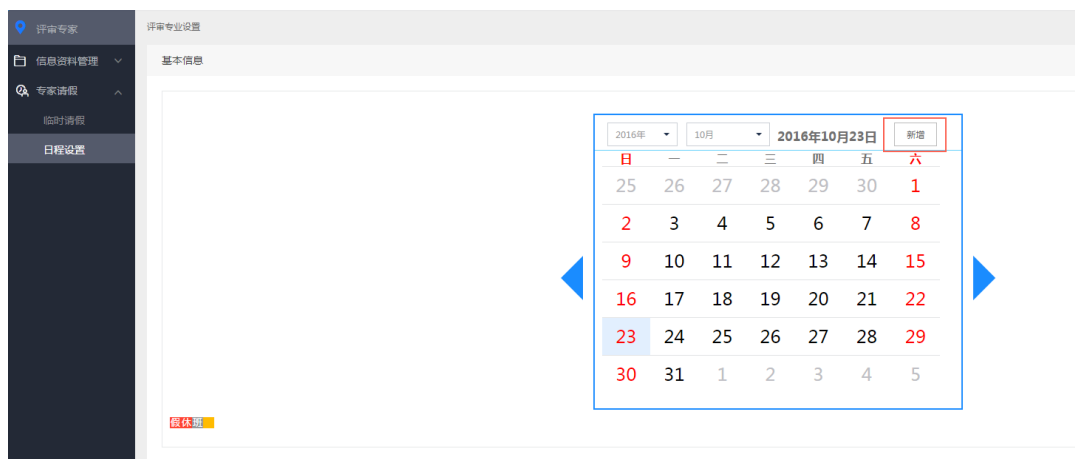 评审专家
信息资料管理
专家请假
临时请假
日程设置
评审专业设置
基本信息
2016年 10月 2016年10月23日 新增
日 一 二 三 四 五 六
25 26 27 28 29 30 1
2 3 4 5 6 7 8
9 10 11 12 13 14 15
16 17 18 19 20 21 22
23 24 25 26 27 28 29
30 31 1 2 3 4 5
假休班